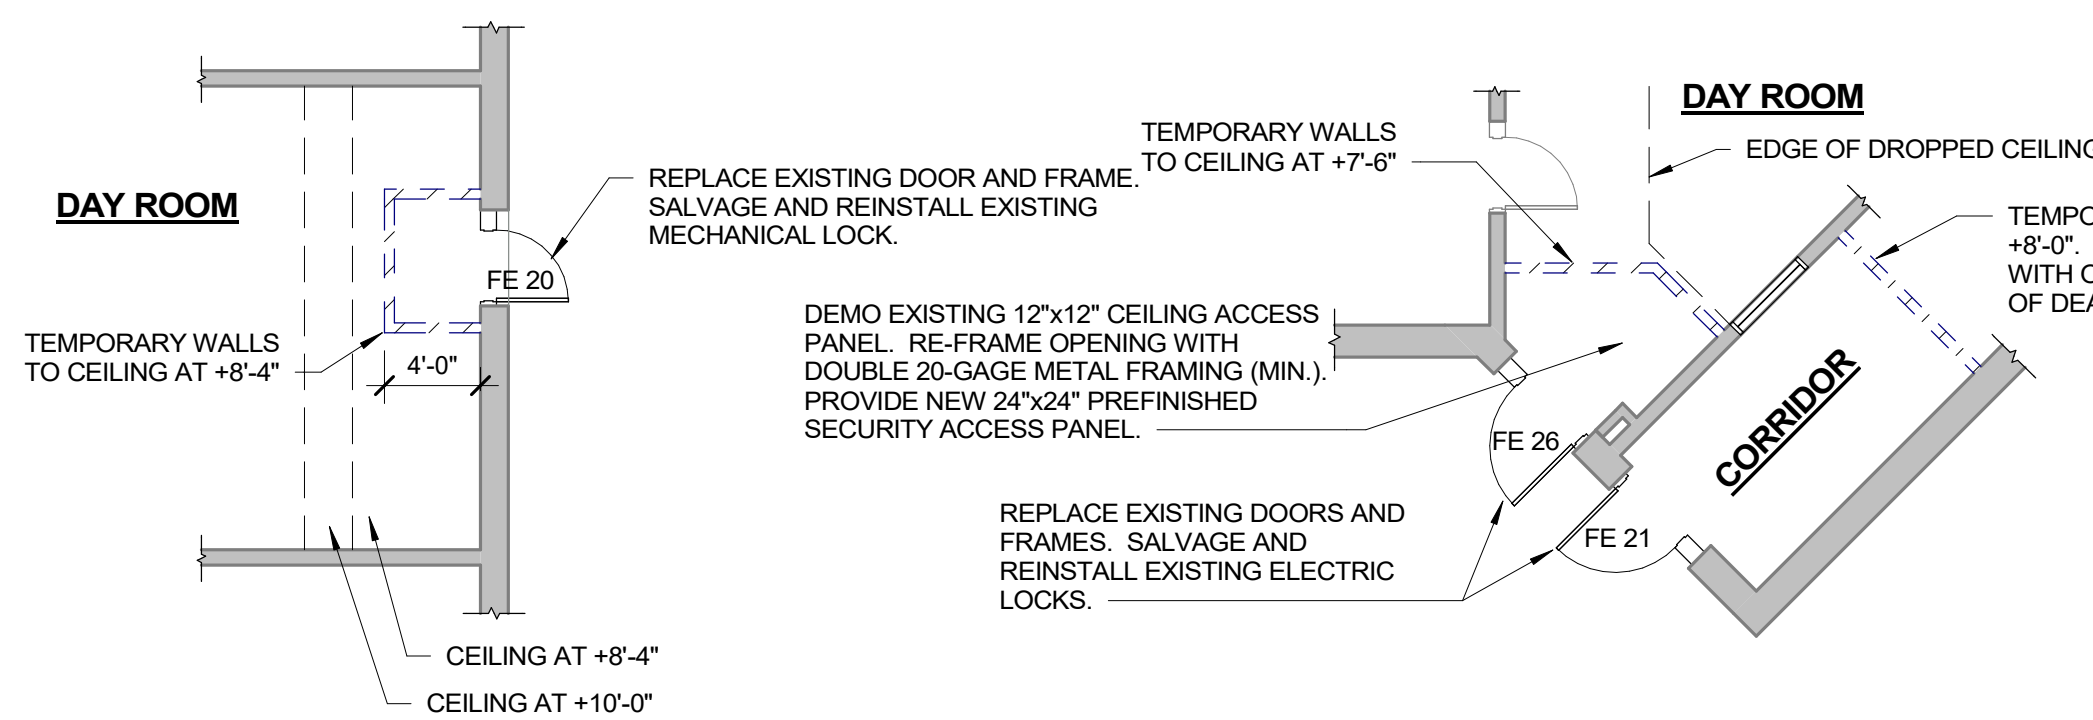 DAY ROOM
REPLACE EXISTING DOOR AND FRAME.
SALVAGE AND REINSTALL EXISTING
MECHANICAL LOCK.
FE 20
TEMPORARY WALLS
TO CEILING AT +8'-4"
4'-0"
CEILING AT +8'-4"
CEILING AT +10'-0"
DAY ROOM
TEMPORARY WALLS
TO CEILING AT +7'-6"
EDGE OF DROPPED CEILING
TEMPO
+8'-0".
WITH
OF
DEMO EXISTING 12"x12" CEILING ACCESS
PANEL. RE-FRAME OPENING WITH
DOUBLE 20-GAGE METAL FRAMING (MIN.).
PROVIDE NEW 24"x24" PREFINISHED
SECURITY ACCESS PANEL.
CORRIDOR
FE 26
REPLACE EXISTING DOORS AND
FRAMES. SALVAGE AND
REINSTALL EXISTING ELECTRIC
LOCKS.
FE 21